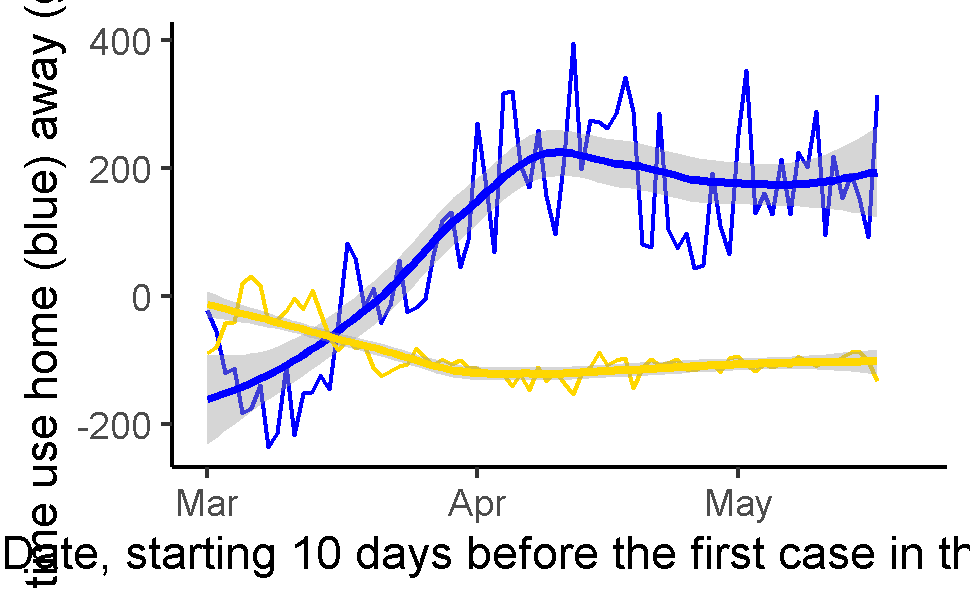 time use home (blue) away (
400
200
0
-200
Mar Apr May
Date, starting 10 days before the first case in th